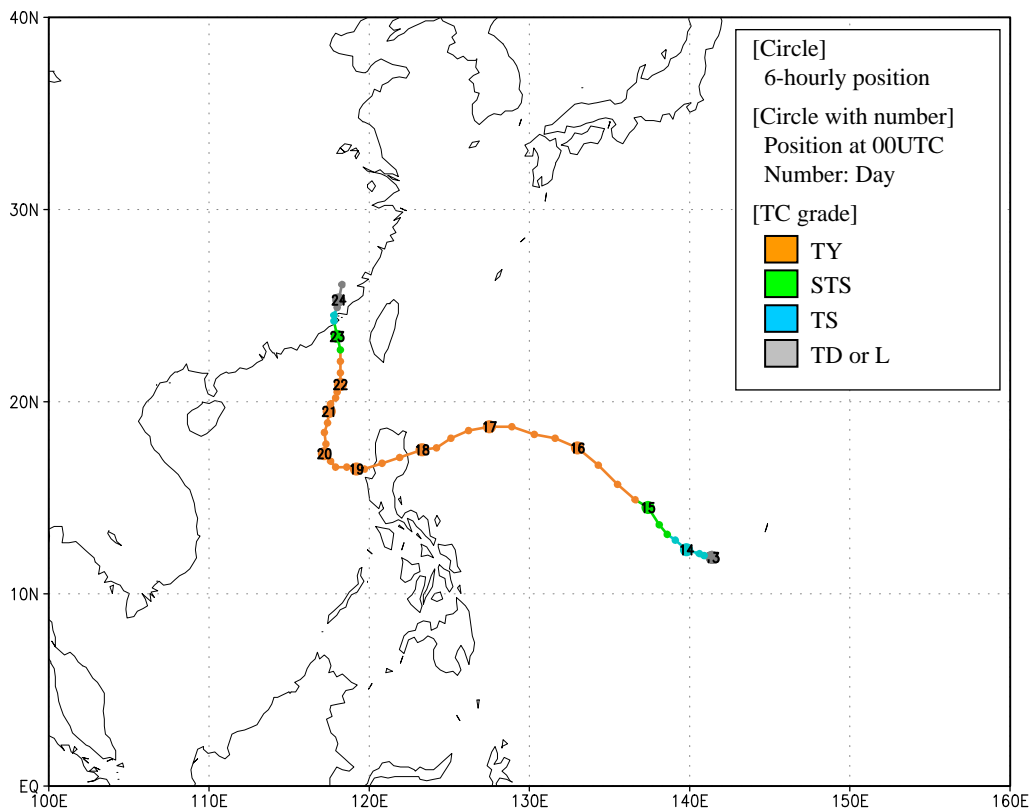 40N
30N
20N
10N
EQ
100E
110E
120E
130E
140E
150E
160E
[Circle]
6-hourly position
[Circle with number]
Position at 00UTC
Number: Day
[TC grade]
TY
STS
TS
TD or L
24
23
22
21
20
19
18
17
16
15
14
13